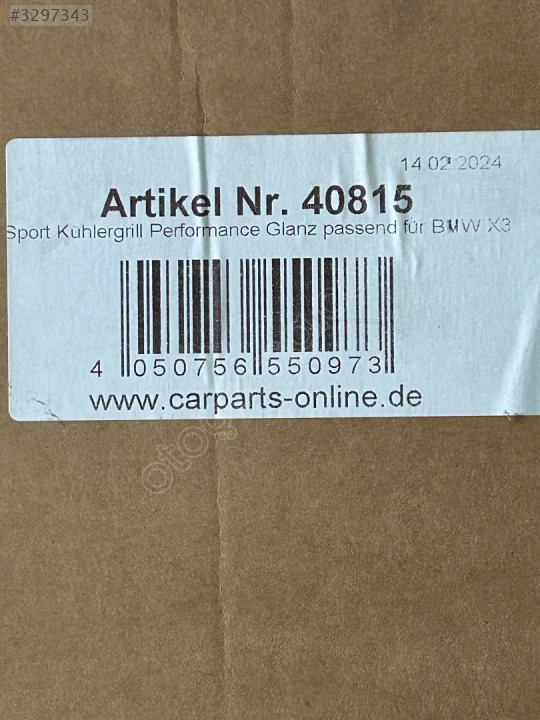 #3297343
14.02.2024
Artikel Nr. 40815
Sport Kühlergrill Performance Glanz passend für BMW X3
4 050756 550973
www.carparts-online.de